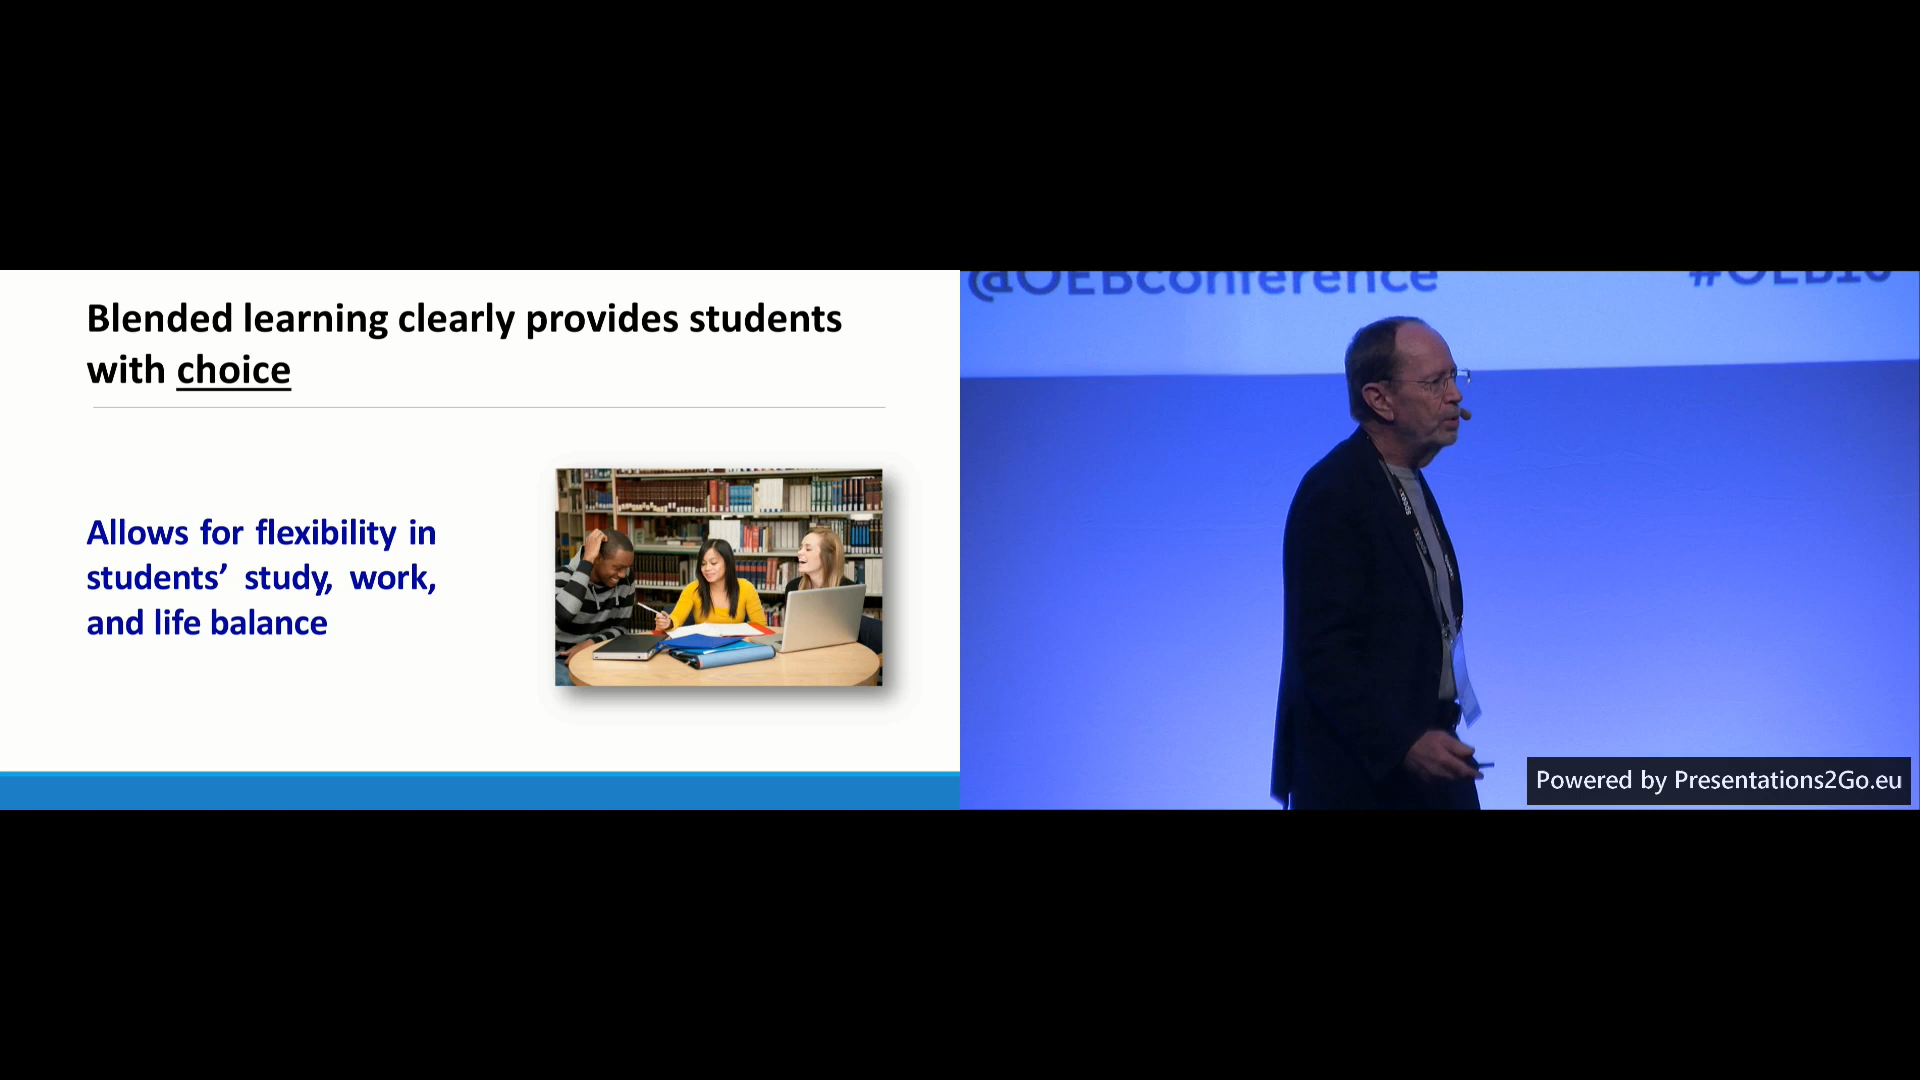 Blended learning clearly provides students
with choice
Allows for flexibility in
students’ study, work,
and life balance
@OEBconference
Powered by Presentations2Go.eu